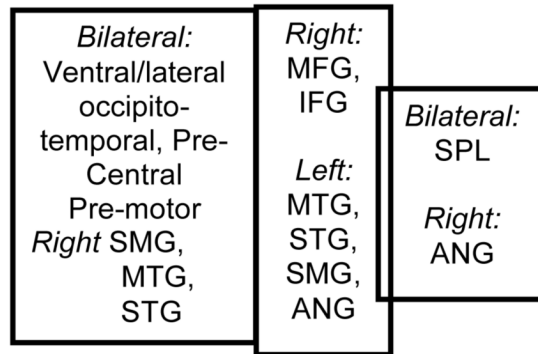 Bilateral:
Ventral/lateral
occipito-
temporal, Pre-
Central
Pre-motor
Right SMG,
MTG,
STG
Right:
MFG,
IFG
Left:
MTG,
STG,
SMG,
ANG
Bilateral:
SPL
Right:
ANG